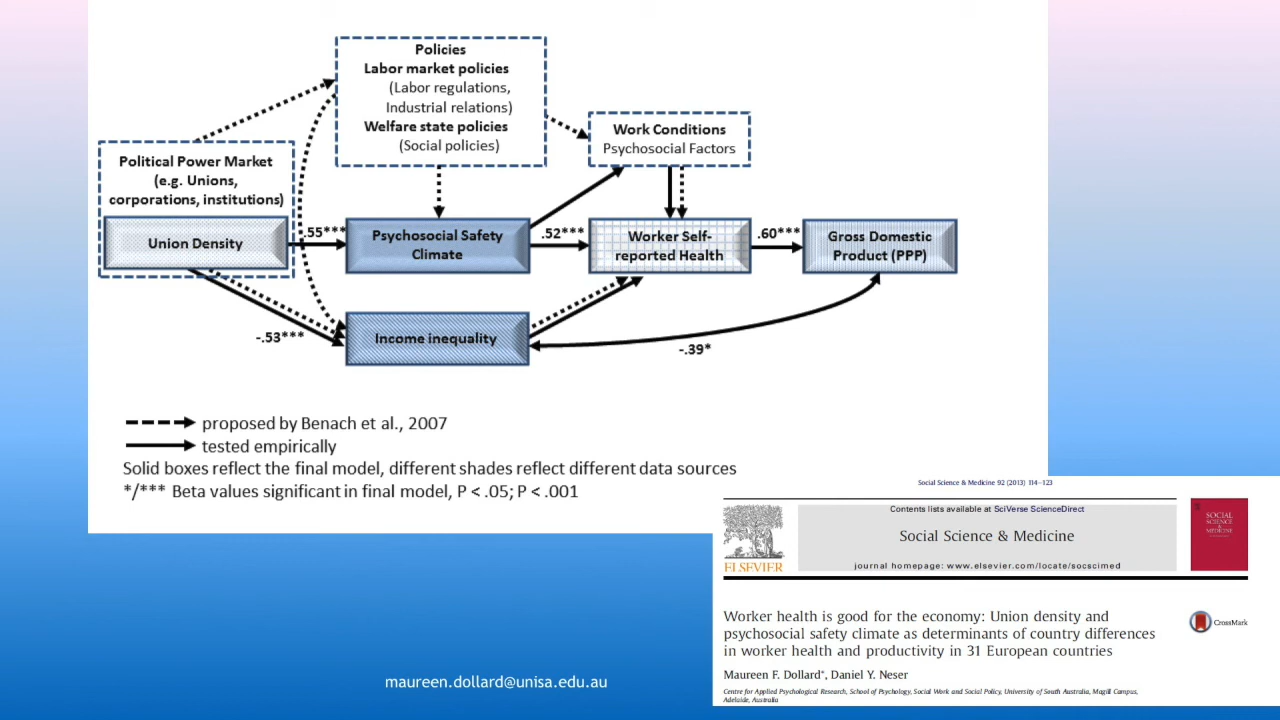 Policies
Labor market policies
(Labor regulations,
Industrial relations)
Welfare state policies
(Social policies)
Work Conditions
Psychosocial Factors
Political Power Market
(e.g. Unions,
corporations, institutions)
Union Density
.55***
Psychosocial Safety
Climate
.52***
Worker Self-
reported Health
.60***
Gross Domestic
Product (PPP)
-.53***
Income inequality
-.39*
proposed by Benach et al., 2007
tested empirically
Solid boxes reflect the final model, different shades reflect different data sources
*/*** Beta values significant in final model, P < .05; P < .001
Social Science & Medicine 92 (2013) 114–123
Contents lists available at SciVerse ScienceDirect
Social Science & Medicine
journal homepage: www.elsevier.com/locate/socscimed
ELSEVIER
SOCIAL
SCIENCE
&
MEDICINE
Worker health is good for the economy: Union density and
psychosocial safety climate as determinants of country differences
in worker health and productivity in 31 European countries
CrossMark
Maureen F. Dollard*, Daniel Y. Neser
Centre for Applied Psychological Research, School of Psychology, Social Work and Social Policy, University of South Australia, Magill Campus,
Adelaide, Australia
maureen.dollard@unisa.edu.au